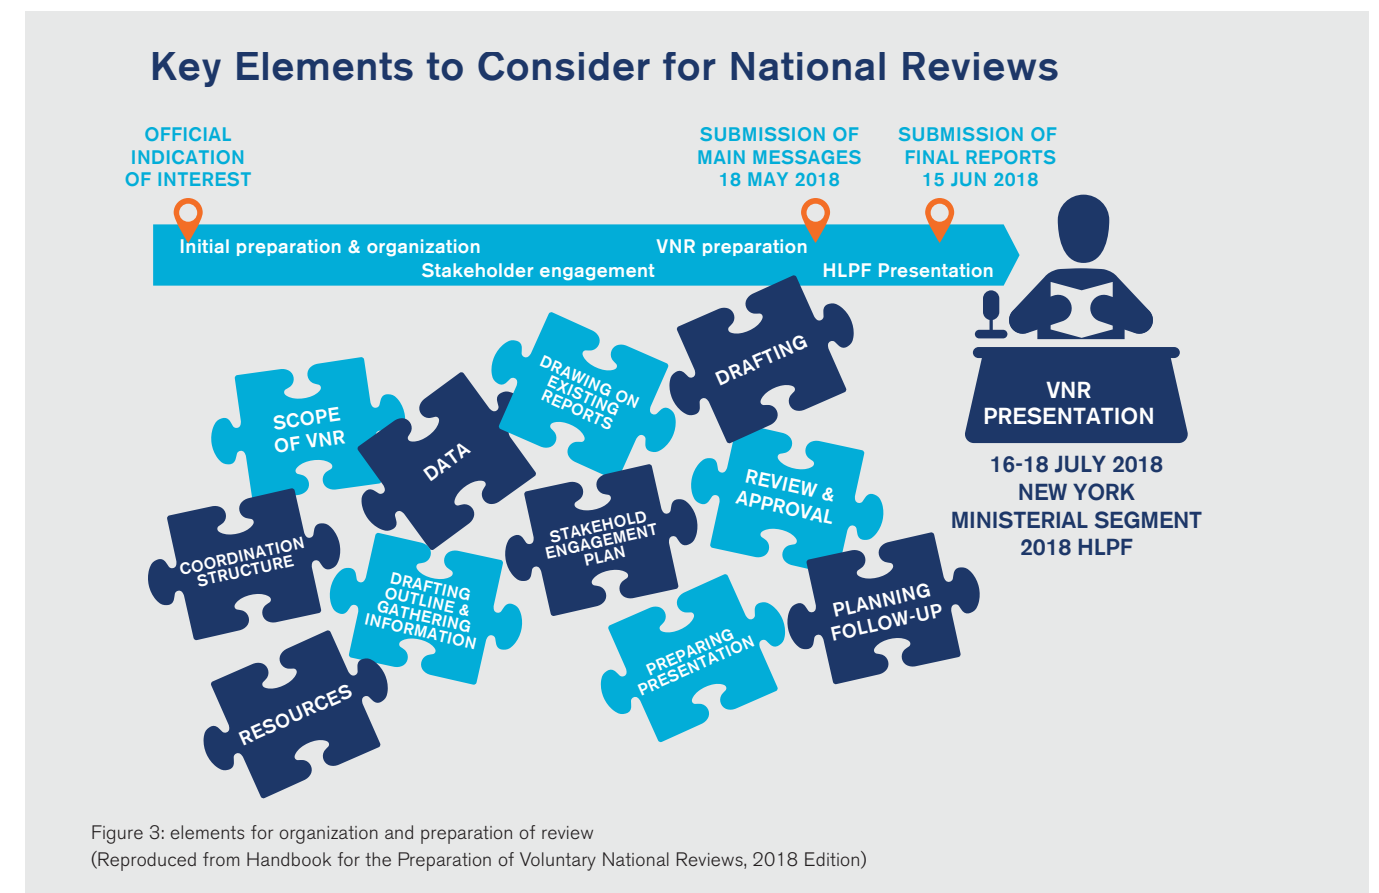 Key Elements to Consider for National Reviews
OFFICIAL
INDICATION
OF INTEREST
SUBMISSION OF
MAIN MESSAGES
18 MAY 2018
SUBMISSION OF
FINAL REPORTS
15 JUN 2018
Initial preparation & organization
Stakeholder engagement
VNR preparation
HLPF Presentation
SCOPE
OF VNR
DATA
DRAWING ON
EXISTING
REPORTS
DRAFTING
COORDINATION
STRUCTURE
DRAFTING
OUTLINE &
GATHERING
INFORMATION
STAKEHOLD
ENGAGEMENT
PLAN
REVIEW &
APPROVAL
RESOURCES
PREPARING
PRESENTATION
PLANNING
FOLLOW-UP
VNR
PRESENTATION
16-18 JULY 2018
NEW YORK
MINISTERIAL SEGMENT
2018 HLPF
Figure 3: elements for organization and preparation of review
(Reproduced from Handbook for the Preparation of Voluntary National Reviews, 2018 Edition)